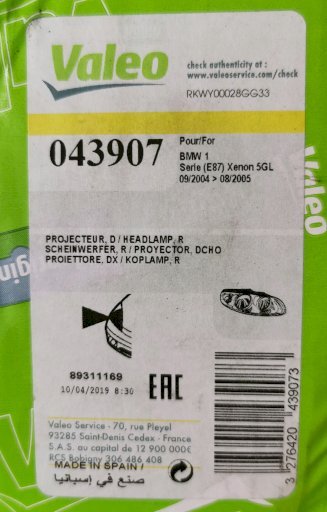 Valeo
check authenticity at :
www.valeoservice.com/check
RKWY00028GG33
043907
Pour/For
BMW 1
Serie (E87) Xenon 5GL
09/2004 > 08/2005
Valeo
PROJECTEUR, D / HEADLAMP, R
SCHEINWERFER, R / PROYECTOR, DCHO
PROIETTORE, DX / KOPLAMP, R
89311169
10/04/2019 8:30
EAC
3 276420 439073
Valeo Service - 70, rue Pleyel
93285 Saint-Denis Cedex - France
S.A.S. au capital de 12 900 000€
RCS Bobigny 306 486 408
MADE IN SPAIN /
صنع في إسبانيا